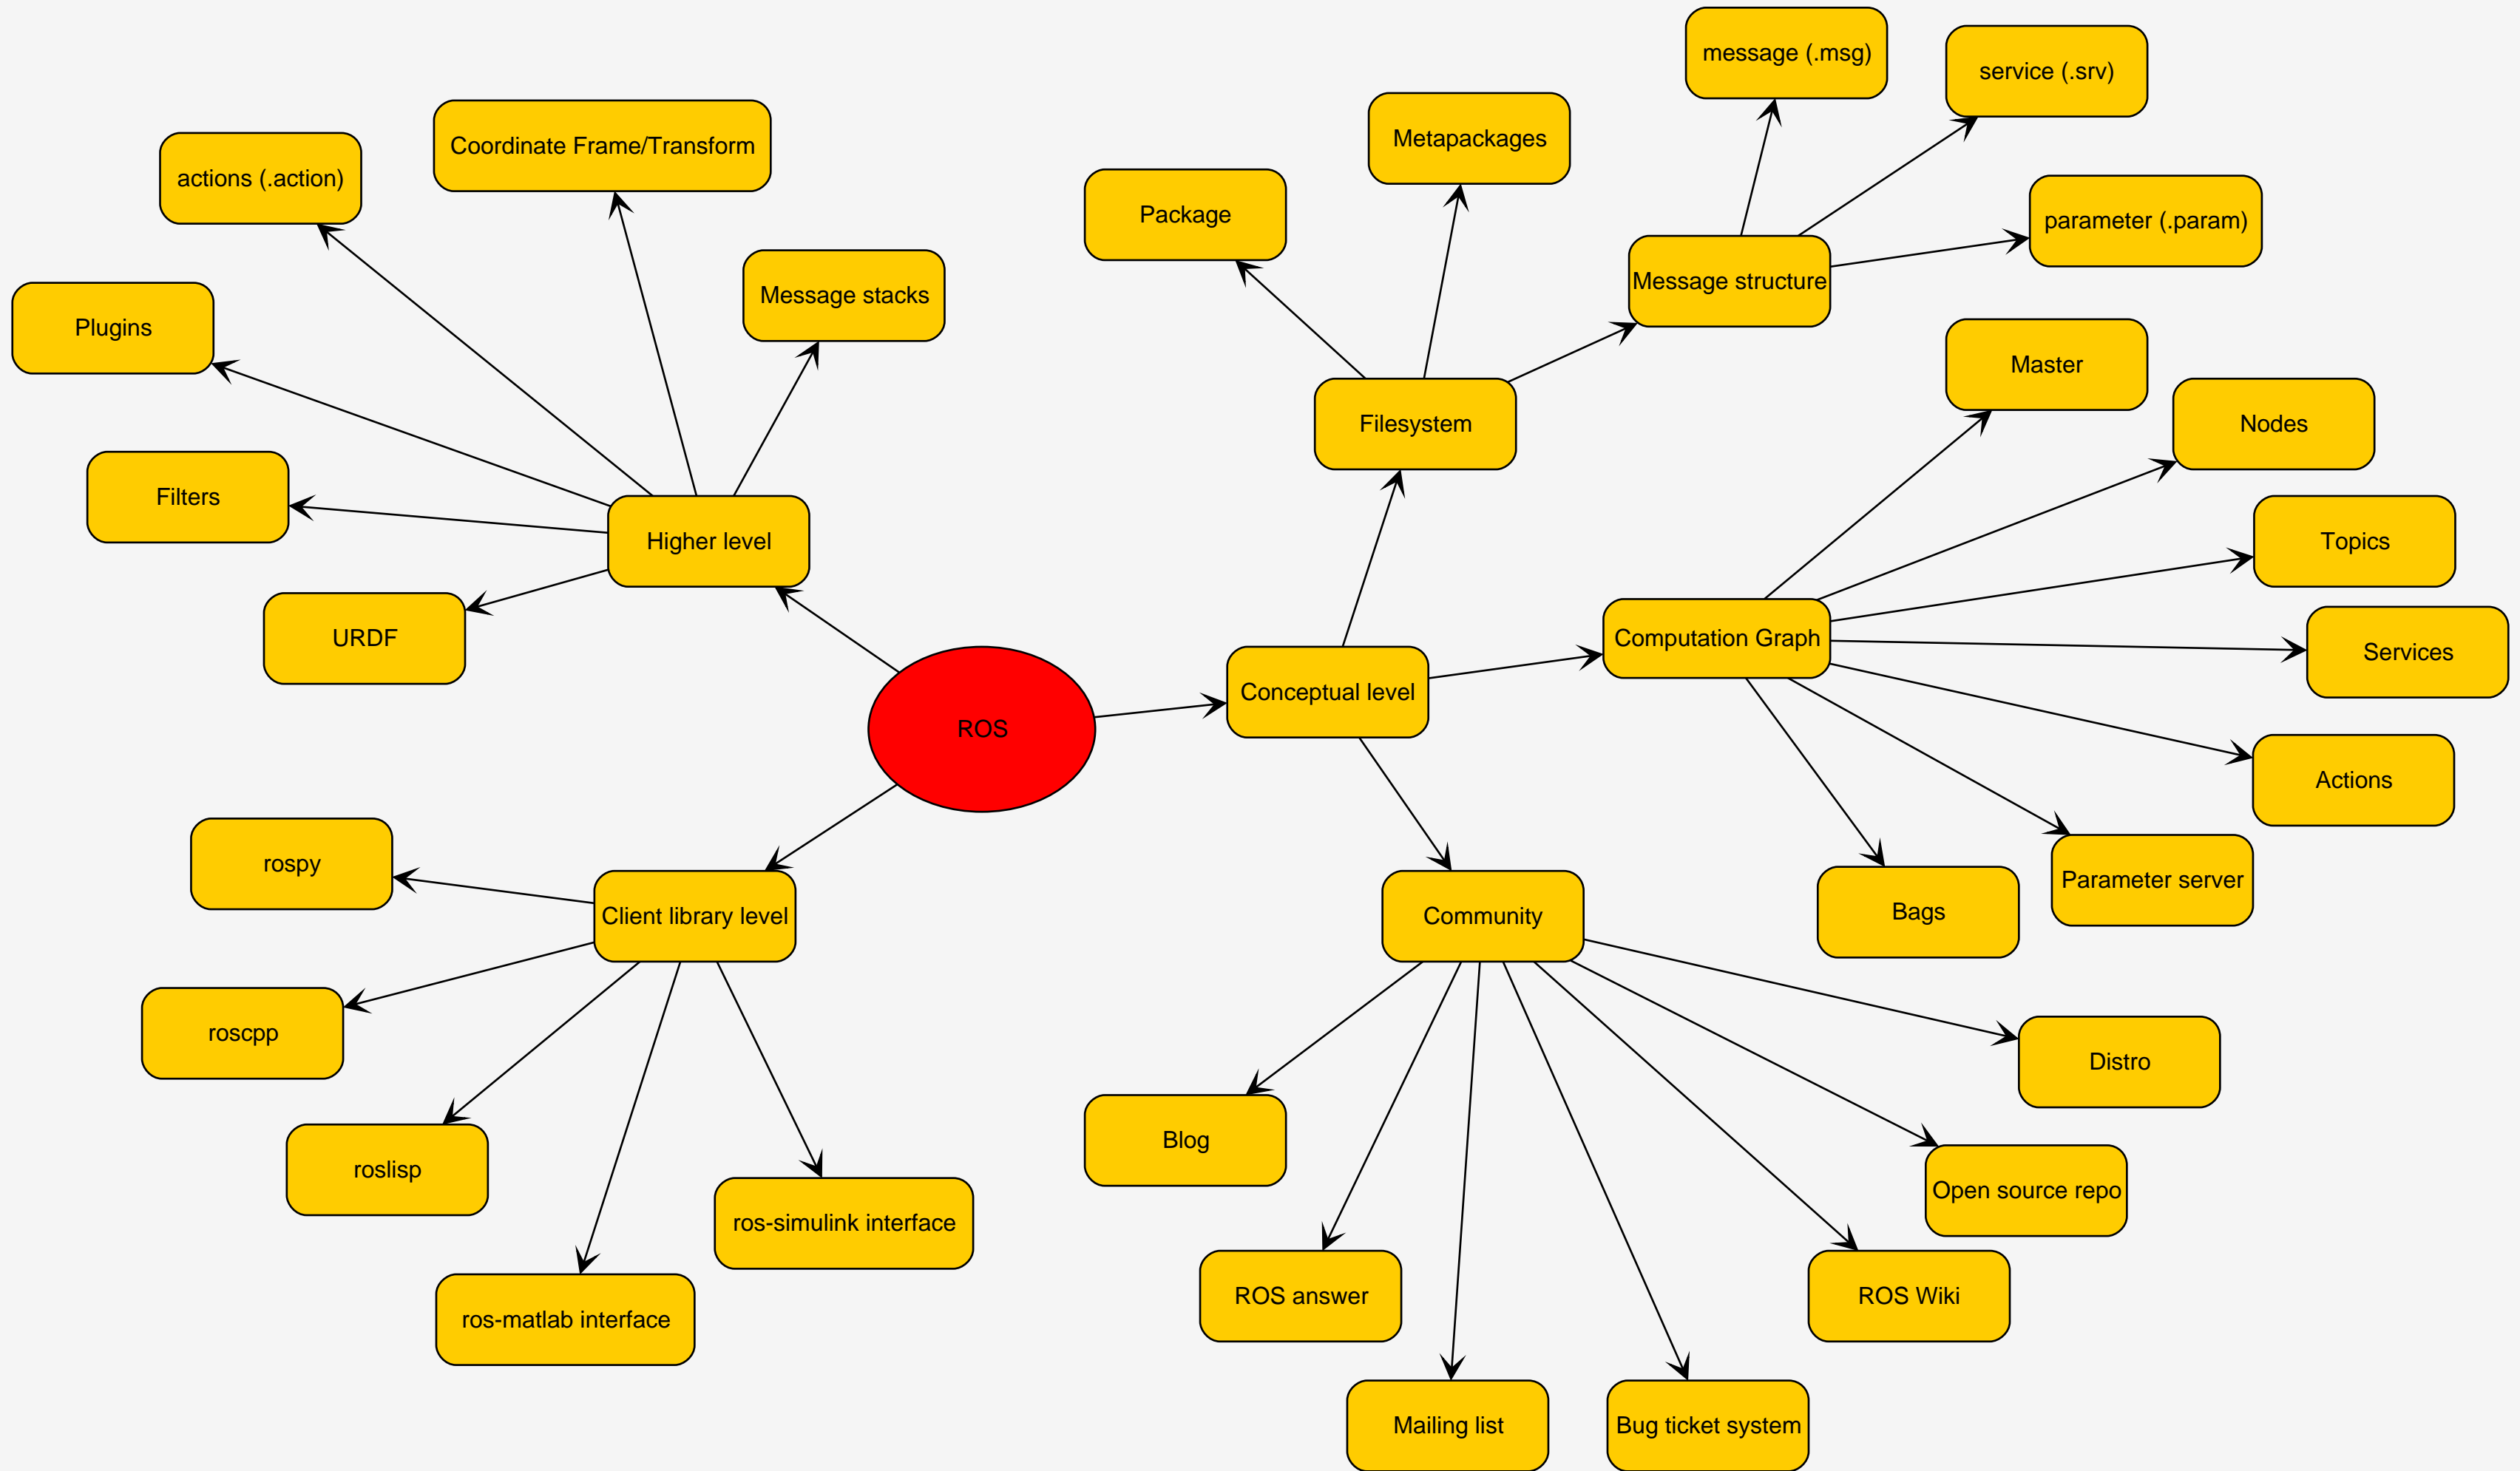 message (.msg)
service (.srv)
Metapackages
Coordinate Frame/Transform
actions (.action)
Package
parameter (.param)
Message structure
Message stacks
Plugins
Master
Filesystem
Nodes
Filters
Higher level
Topics
URDF
Computation Graph
Services
Conceptual level
ROS
Actions
rospy
Parameter server
Bags
Client library level
Community
roscpp
Distro
Blog
roslisp
Open source repo
ros-simulink interface
ROS answer
ROS Wiki
ros-matlab interface
Mailing list
Bug ticket system